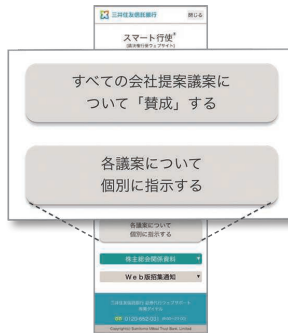 三井住友信託銀行
閉じる
スマート行使®
[議決権行使ウェブサイト]
すべての会社提案議案に
ついて「賛成」する
各議案について
個別に指示する
各議案について
個別に指示する
株主総会関係資料
Web版招集通知
0120-652-031